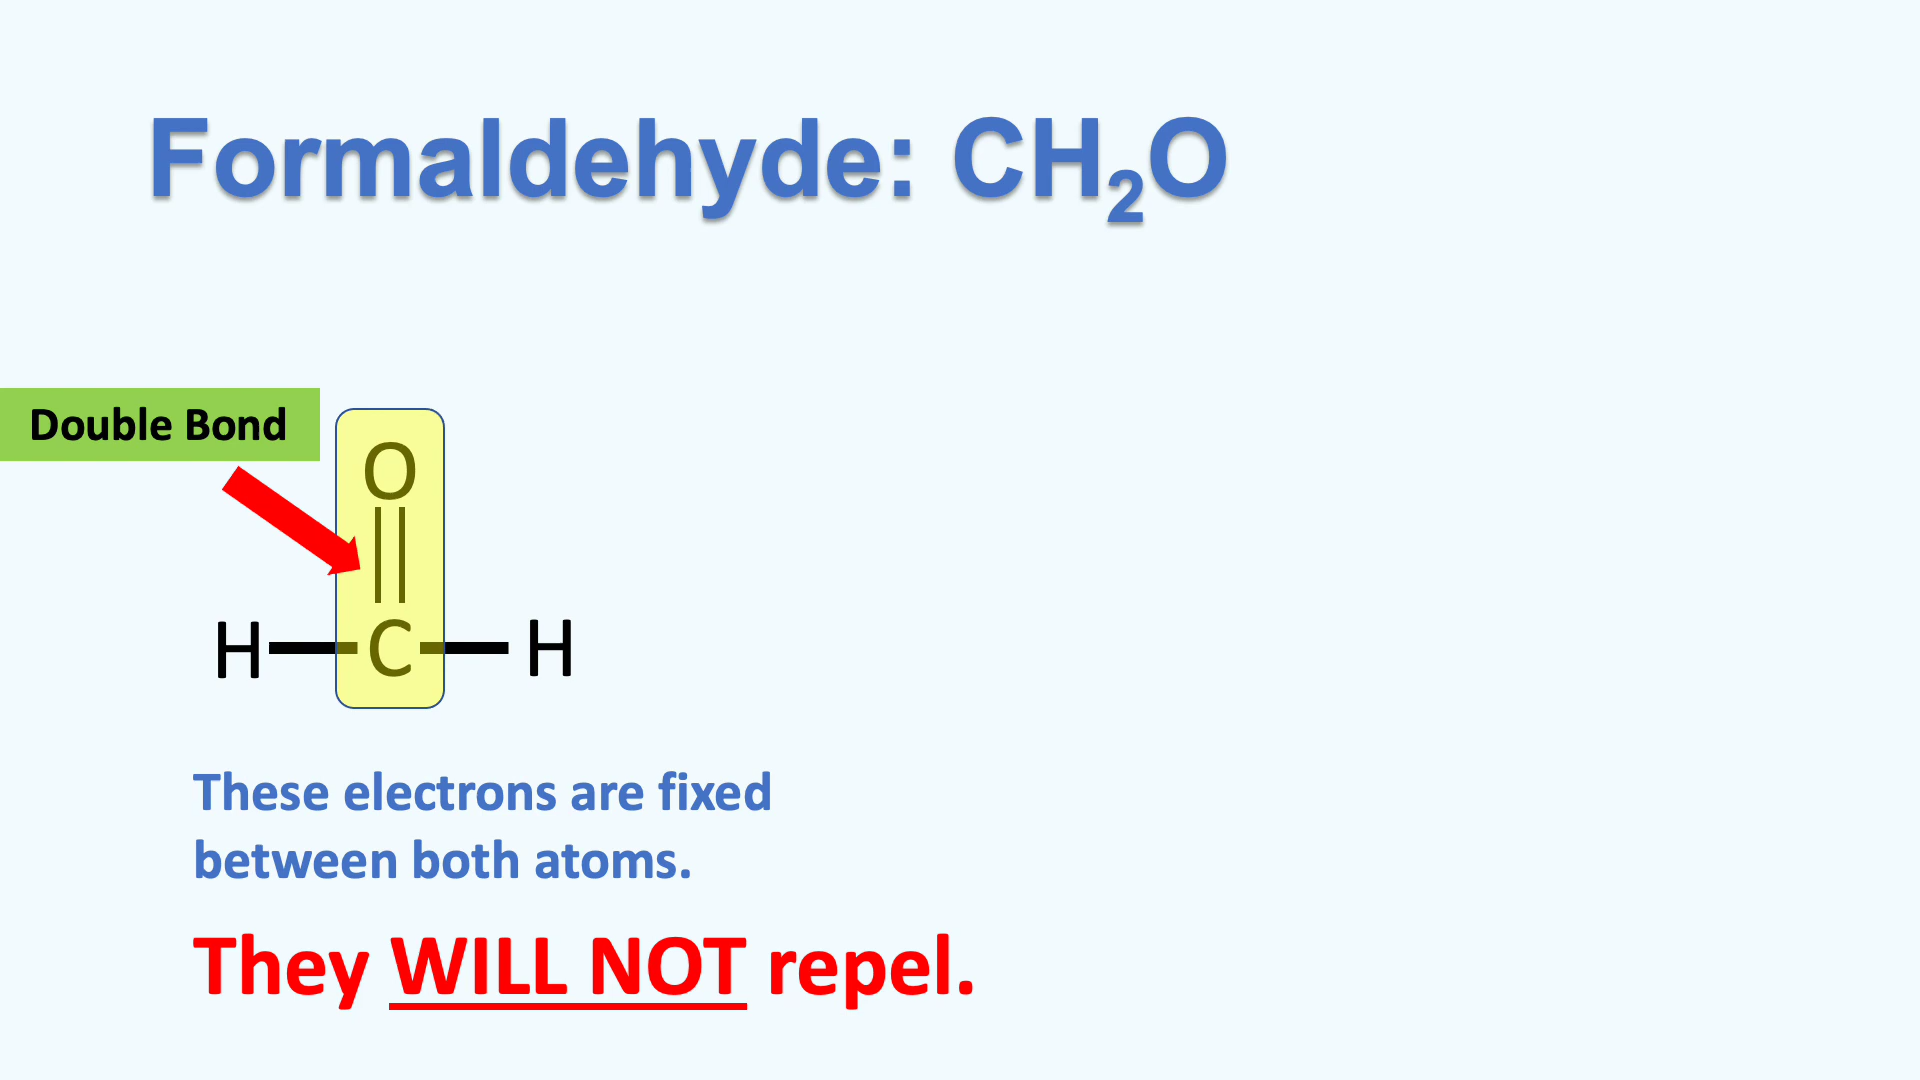 Formaldehyde: CH₂O
Double Bond
O
H C H
These electrons are fixed
between both atoms.
They WILL NOT repel.